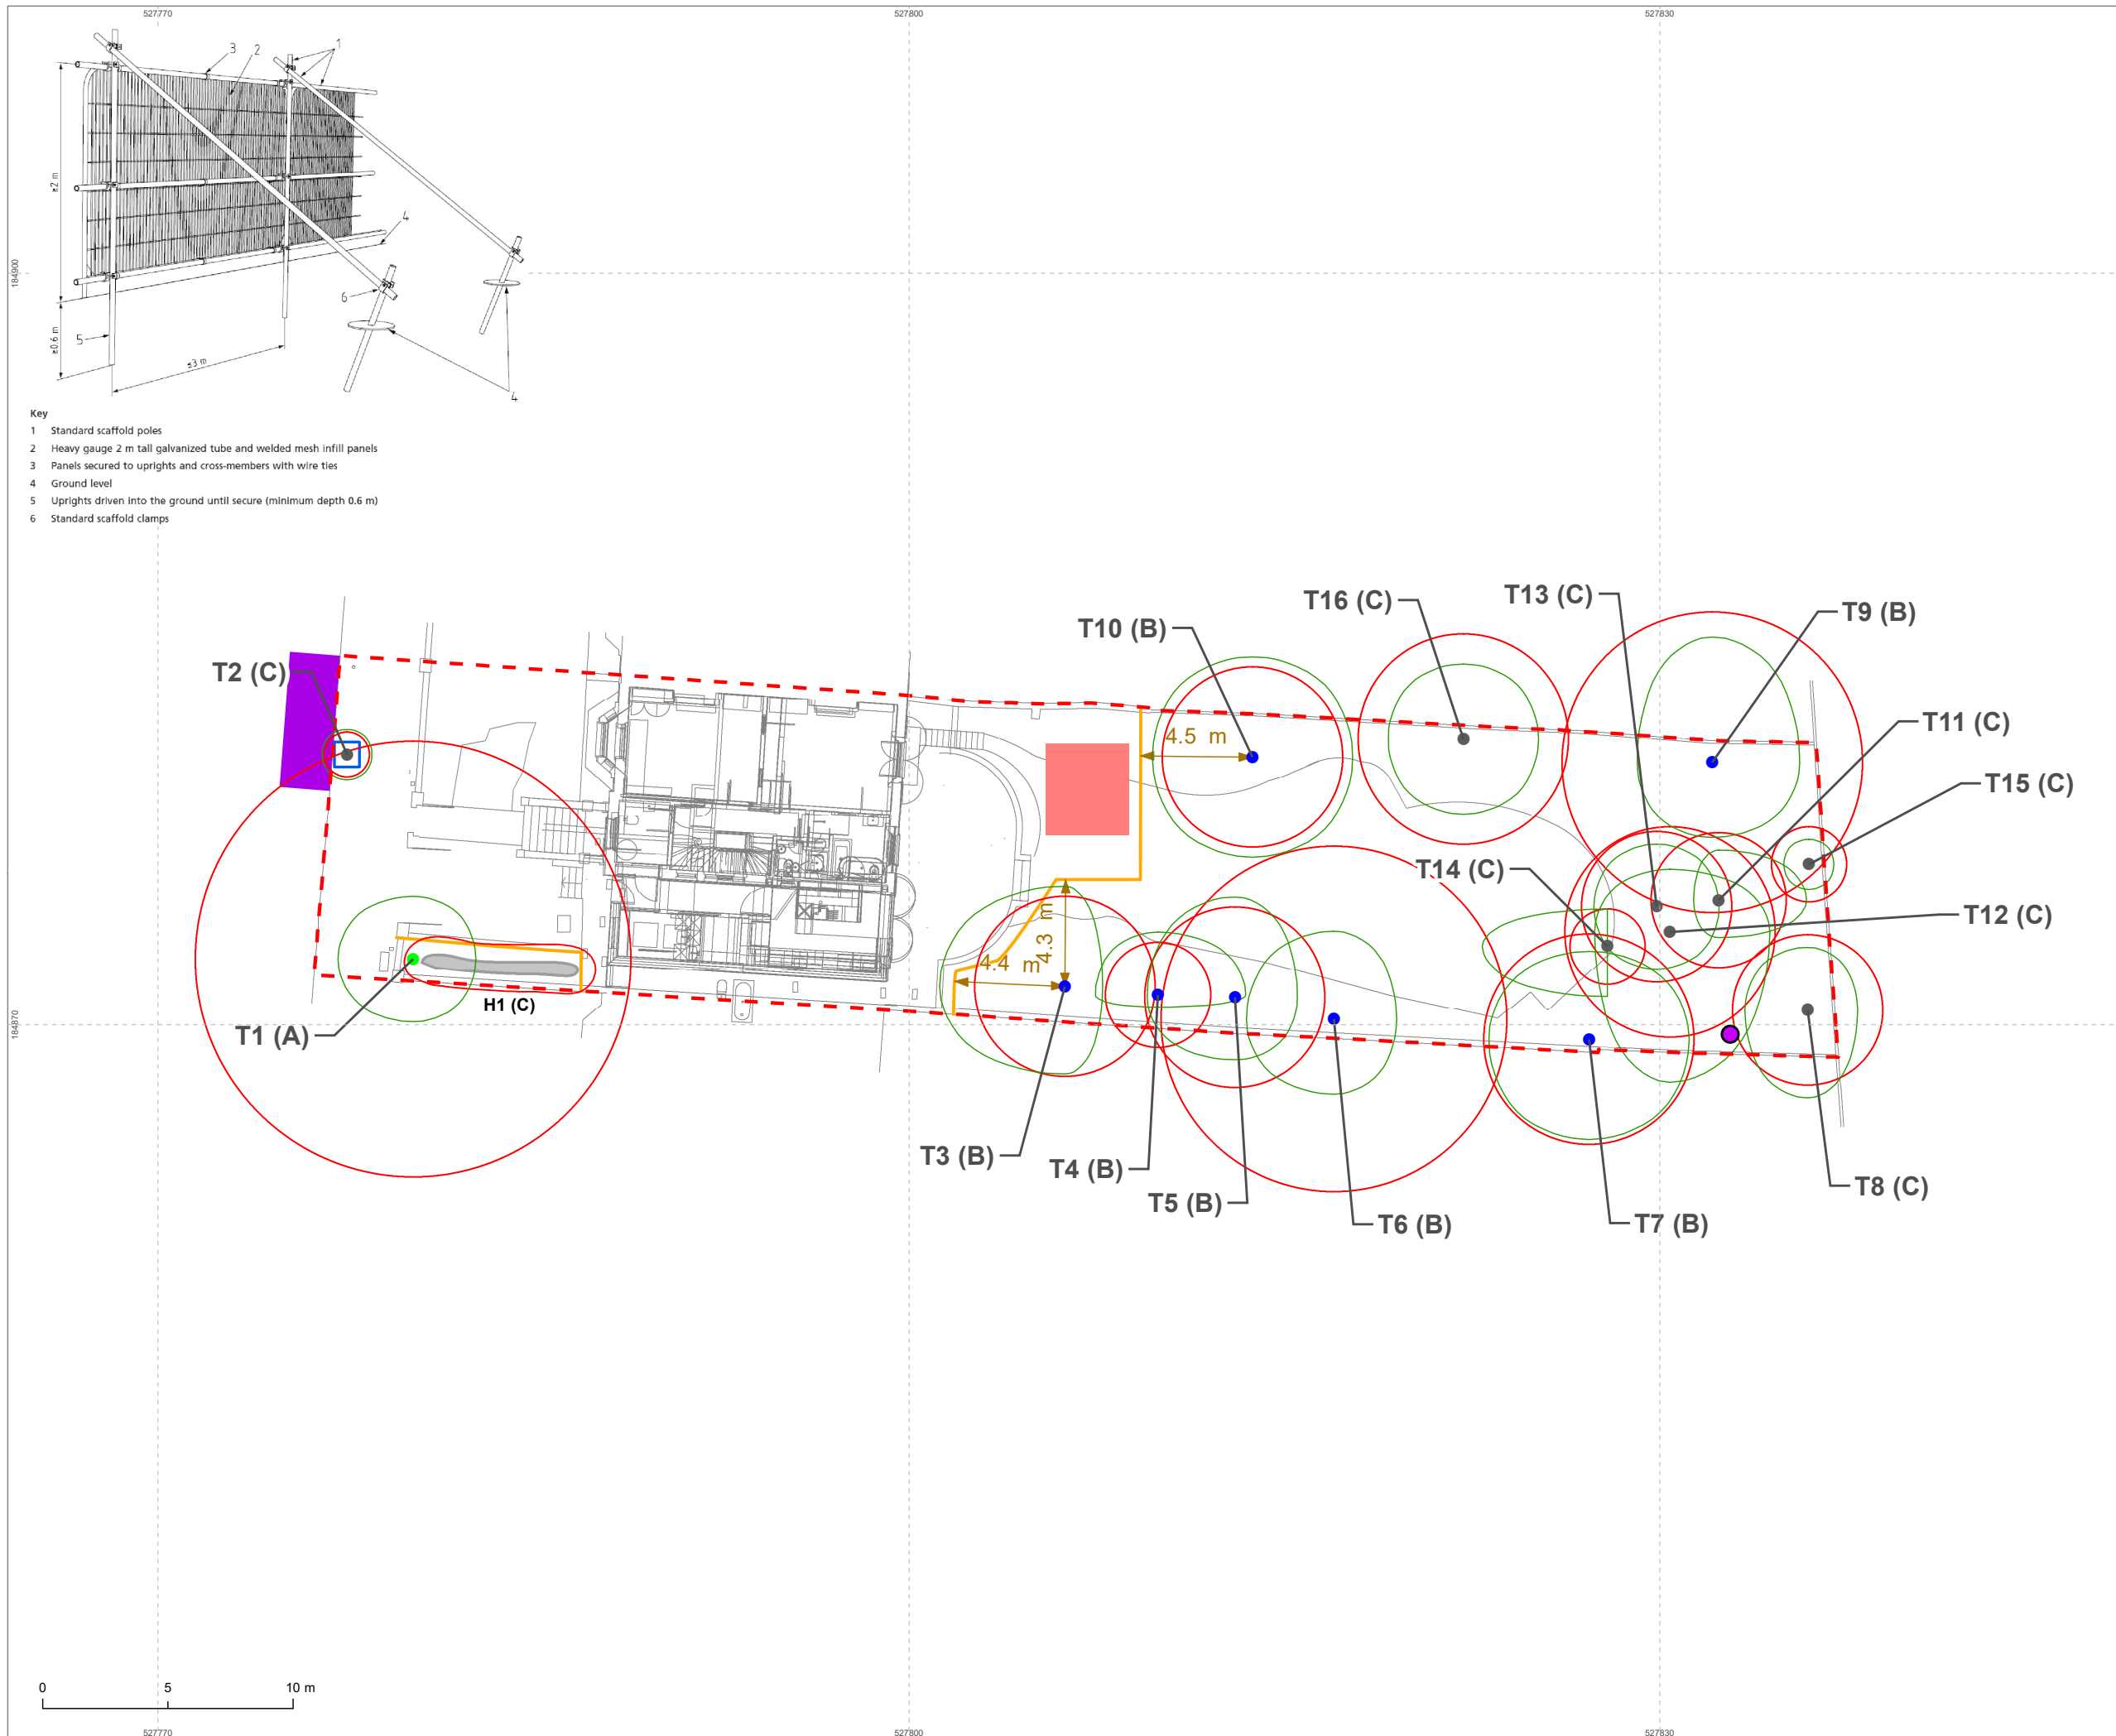 527770
527800
527830
184900
184870
1
2
3
4
≥2 m
6
5
≥0.6 m
≤3 m
4
Key
1 Standard scaffold poles
2 Heavy gauge 2 m tall galvanized tube and welded mesh infill panels
3 Panels secured to uprights and cross-members with wire ties
4 Ground level
5 Uprights driven into the ground until secure (minimum depth 0.6 m)
6 Standard scaffold clamps
T13 (C)
T16 (C)
T9 (B)
T10 (B)
T2 (C)
T11 (C)
4.5 m
T15 (C)
T14 (C)
T12 (C)
4.3 m
4.4 m
H1 (C)
T1 (A)
T3 (B)
T4 (B)
T5 (B)
T6 (B)
T7 (B)
T8 (C)
0 5 10 m
527770
527800
527830